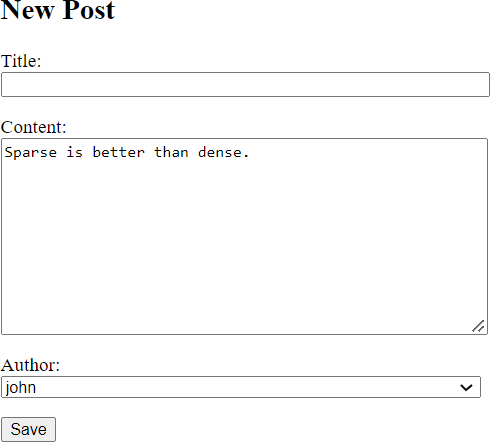 New Post
Title:
Content:
Sparse is better than dense.
Author:
john
Save